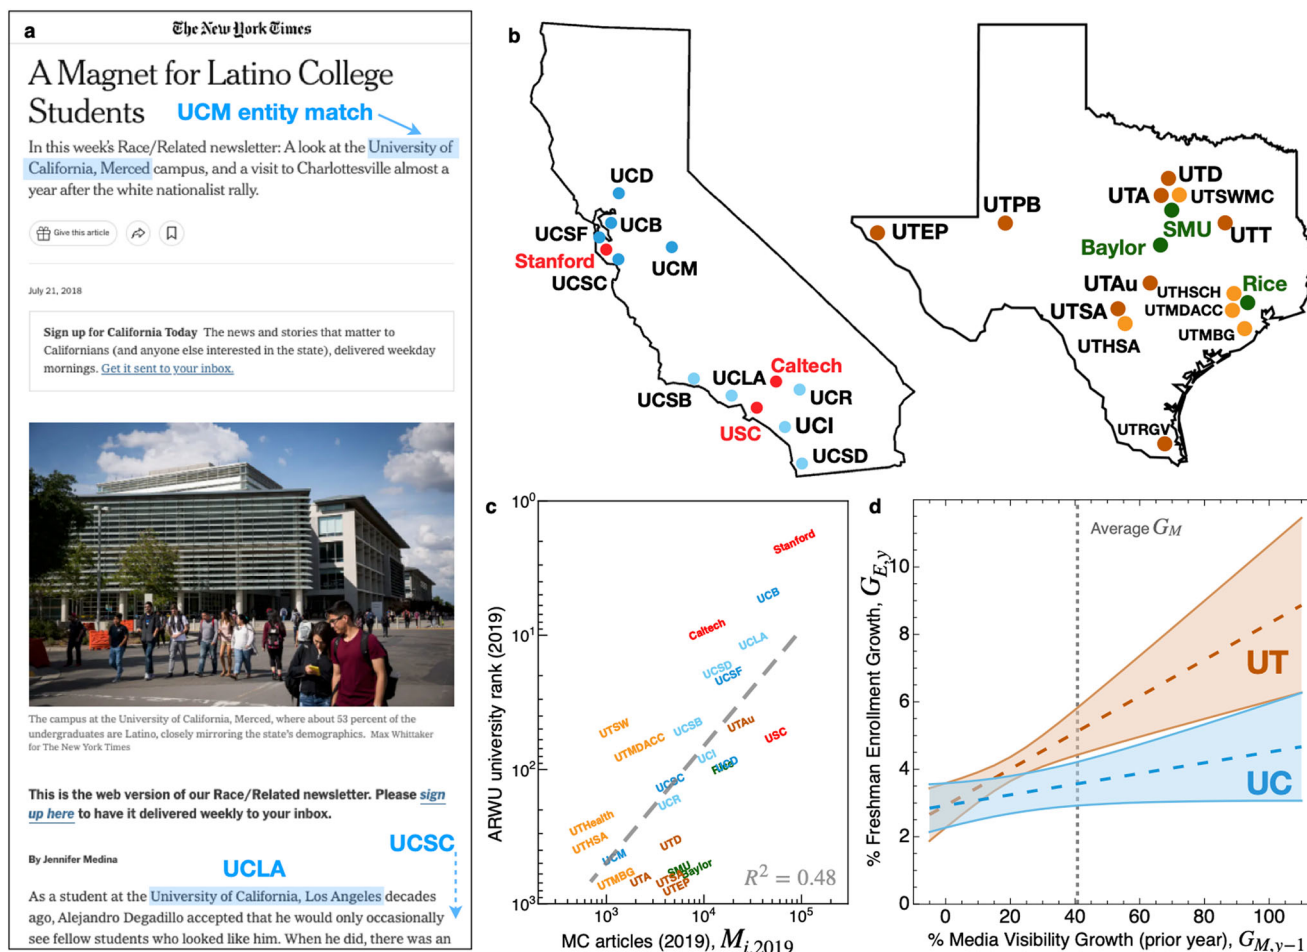 a
The New York Times
A Magnet for Latino College
Students
UCM entity match
In this week's Race/Related newsletter: A look at the University of
California, Merced campus, and a visit to Charlottesville almost a
year after the white nationalist rally.
Give this article
July 21, 2018
Sign up for California Today The news and stories that matter to
Californians (and anyone else interested in the state), delivered weekday
mornings. Get it sent to your inbox.
The campus at the University of California, Merced, where about 53 percent of the
undergraduates are Latino, closely mirroring the state's demographics. Max Whittaker
for The New York Times
This is the web version of our Race/Related newsletter. Please sign
up here to have it delivered weekly to your inbox.
UCSC
By Jennifer Medina
UCLA
As a student at the University of California, Los Angeles decades
ago, Alejandro Degadillo accepted that he would only occasionally
see fellow students who looked like him. When he did, there was an
b
UCD
UCB
UCSF
Stanford
UCSC
UCM
Caltech
UCLA
UCSB
UCR
USC
UCI
UCSD
UTD
UTA
UTSWMC
UTPB
UTEP
SMU
UTT
Baylor
UTAu
Rice
UTHSCH
UTMDACC
UTSA
UTMBG
UTHSA
UTRGV
c
ARWU university rank (2019)
10⁰
10¹
10²
10³
Stanford
UCB
Caltech
UCLA
UCSD
UCSF
UTSW
UCSB
UTAu
USC
UTMDACC
UCI
Rice
UCD
UCSC
UCR
UTHealth
UTHSA
UTD
UCM
SMU
Baylor
UTMBG
UTA
UTSA
UTEP
R² = 0.48
10³
10⁴
10⁵
MC articles (2019), M_{i,2019}
d
Average G_M
% Freshman Enrollment Growth, G_{E,y}
10
8
6
4
2
0
UT
UC
0
20
40
60
80
100
% Media Visibility Growth (prior year), G_{M,y−1}